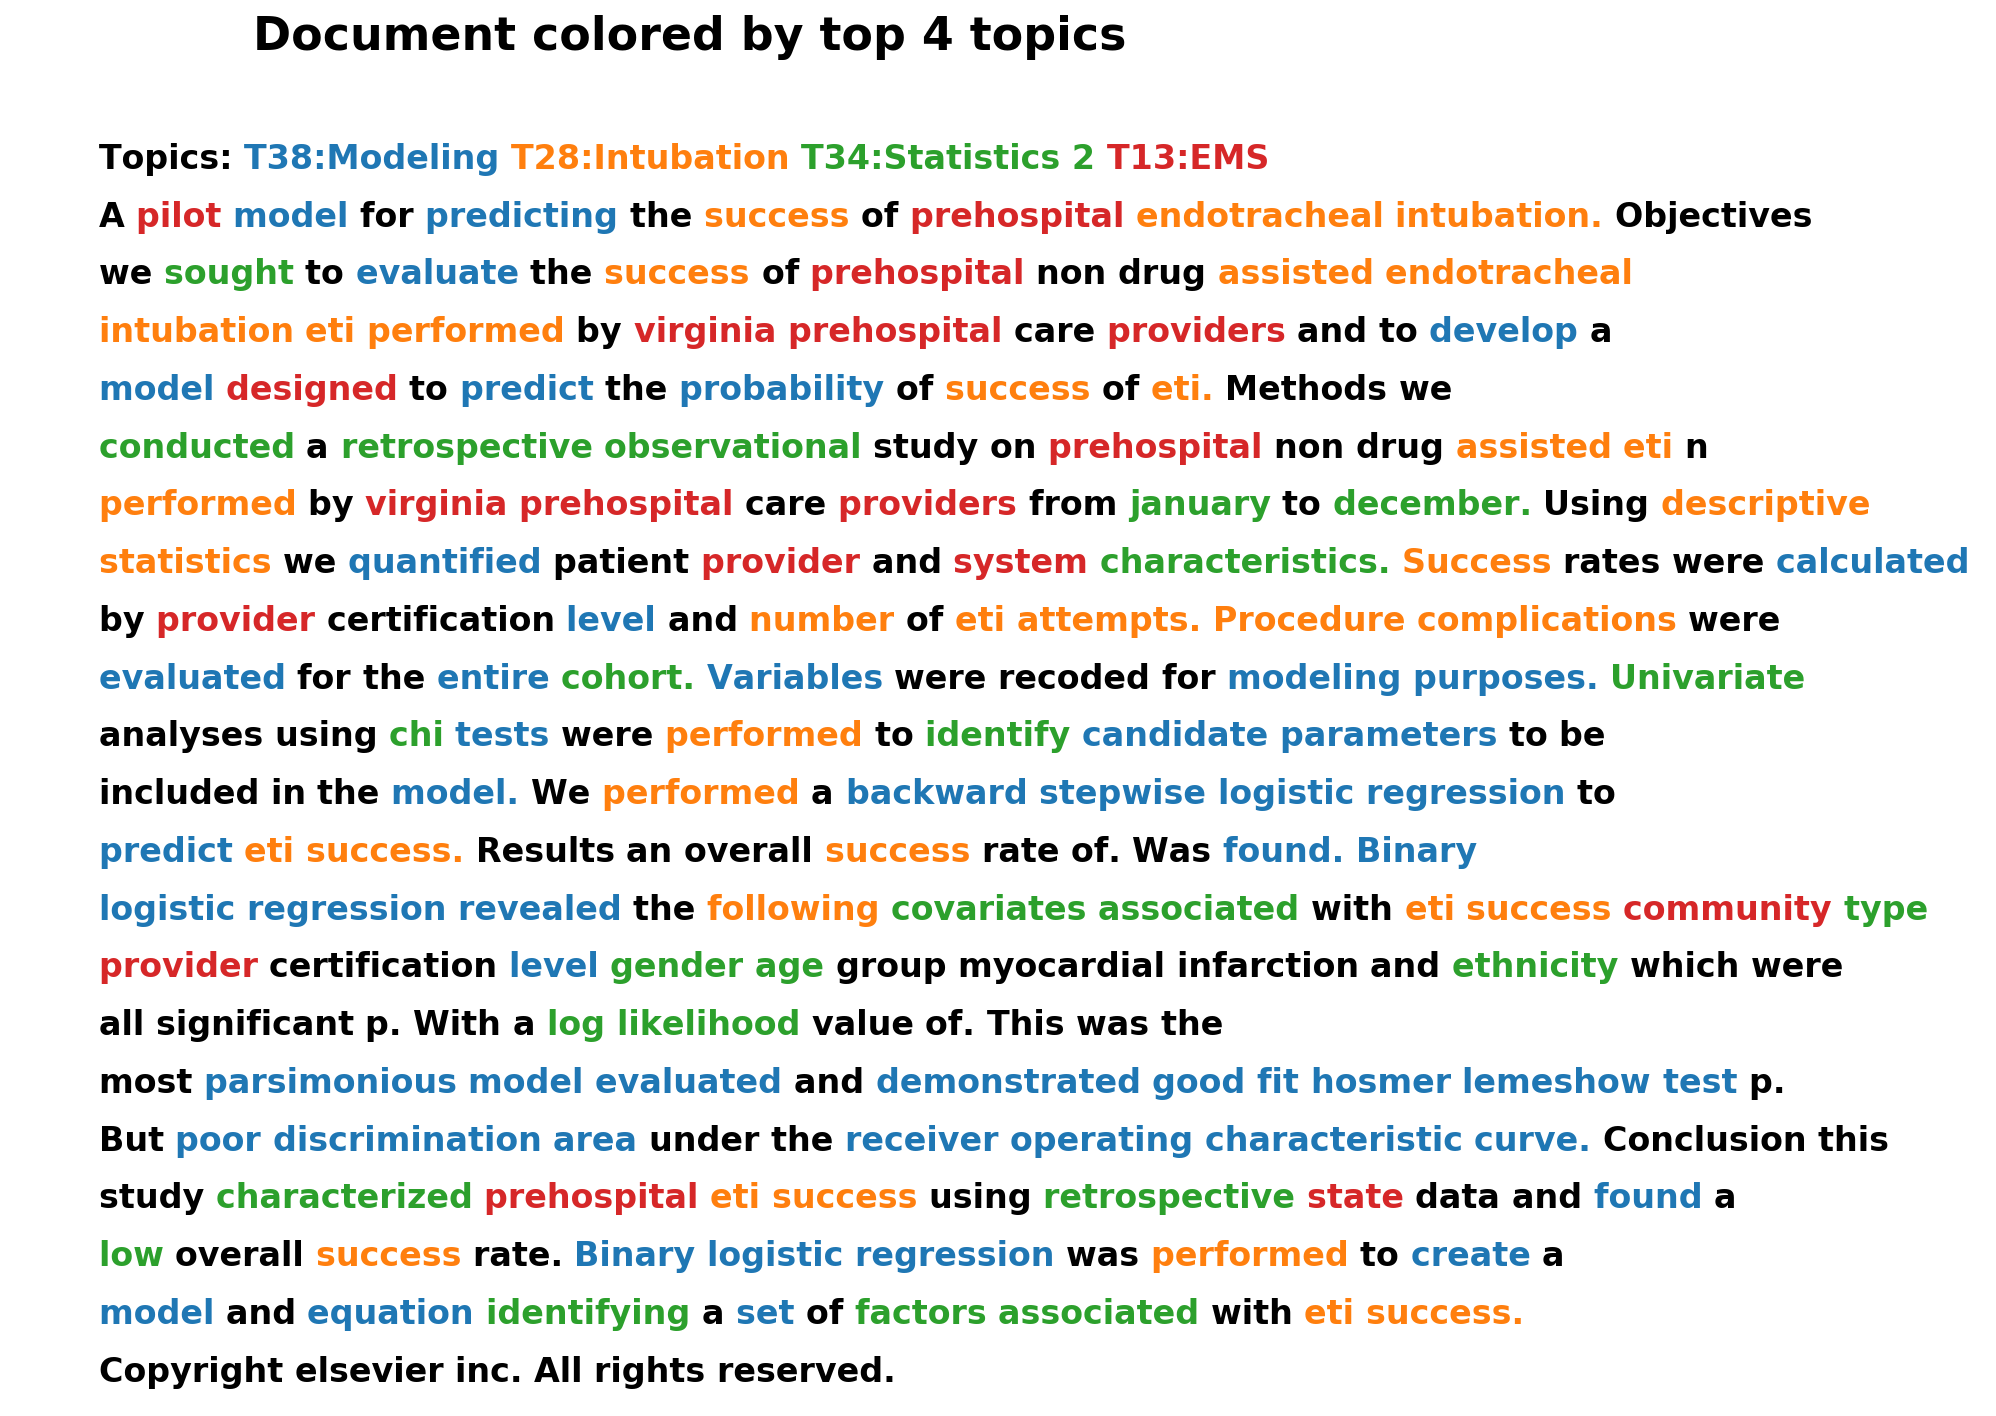 Document colored by top 4 topics
Topics: T38:Modeling T28:Intubation T34:Statistics 2 T13:EMS
A pilot model for predicting the success of prehospital endotracheal intubation. Objectives
we sought to evaluate the success of prehospital non drug assisted endotracheal
intubation eti performed by virginia prehospital care providers and to develop a
model designed to predict the probability of success of eti. Methods we
conducted a retrospective observational study on prehospital non drug assisted eti n
performed by virginia prehospital care providers from january to december. Using descriptive
statistics we quantified patient provider and system characteristics. Success rates were calculated
by provider certification level and number of eti attempts. Procedure complications were
evaluated for the entire cohort. Variables were recoded for modeling purposes. Univariate
analyses using chi tests were performed to identify candidate parameters to be
included in the model. We performed a backward stepwise logistic regression to
predict eti success. Results an overall success rate of. Was found. Binary
logistic regression revealed the following covariates associated with eti success community type
provider certification level gender age group myocardial infarction and ethnicity which were
all significant p. With a log likelihood value of. This was the
most parsimonious model evaluated and demonstrated good fit hosmer lemeshow test p.
But poor discrimination area under the receiver operating characteristic curve. Conclusion this
study characterized prehospital eti success using retrospective state data and found a
low overall success rate. Binary logistic regression was performed to create a
model and equation identifying a set of factors associated with eti success.
Copyright elsevier inc. All rights reserved.